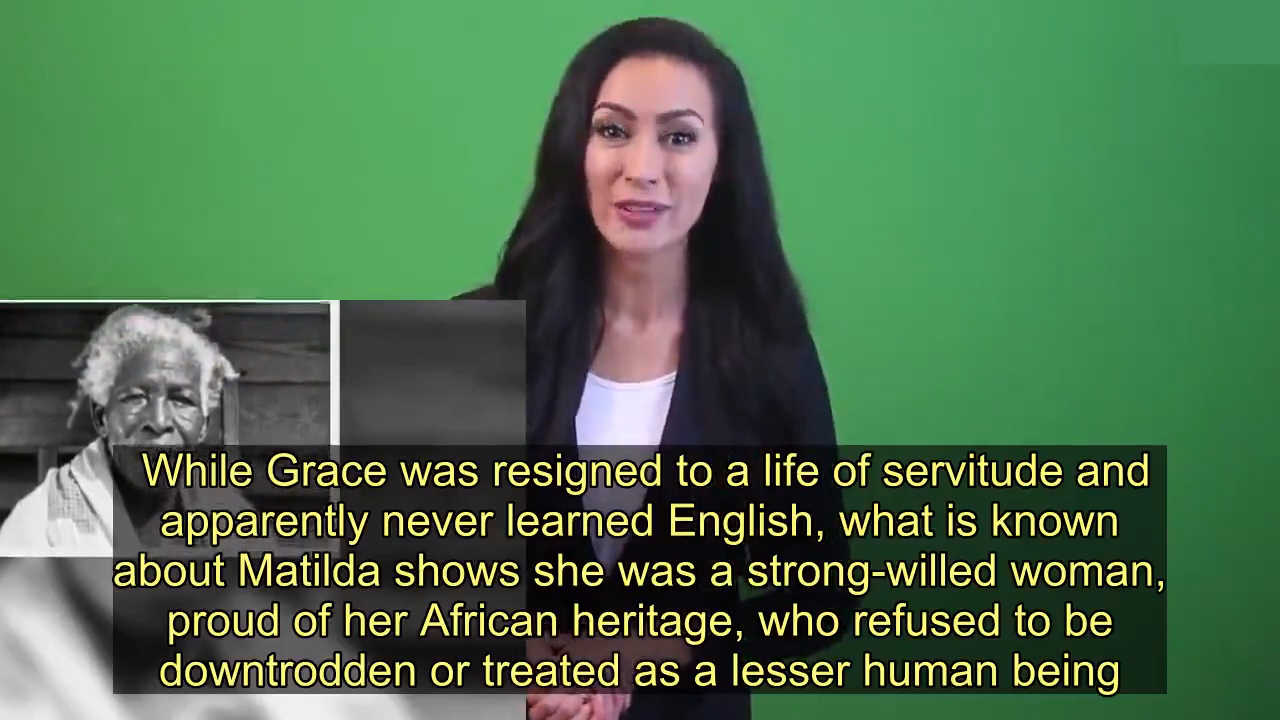 While Grace was resigned to a life of servitude and
apparently never learned English, what is known
about Matilda shows she was a strong-willed woman,
proud of her African heritage, who refused to be
downtrodden or treated as a lesser human being